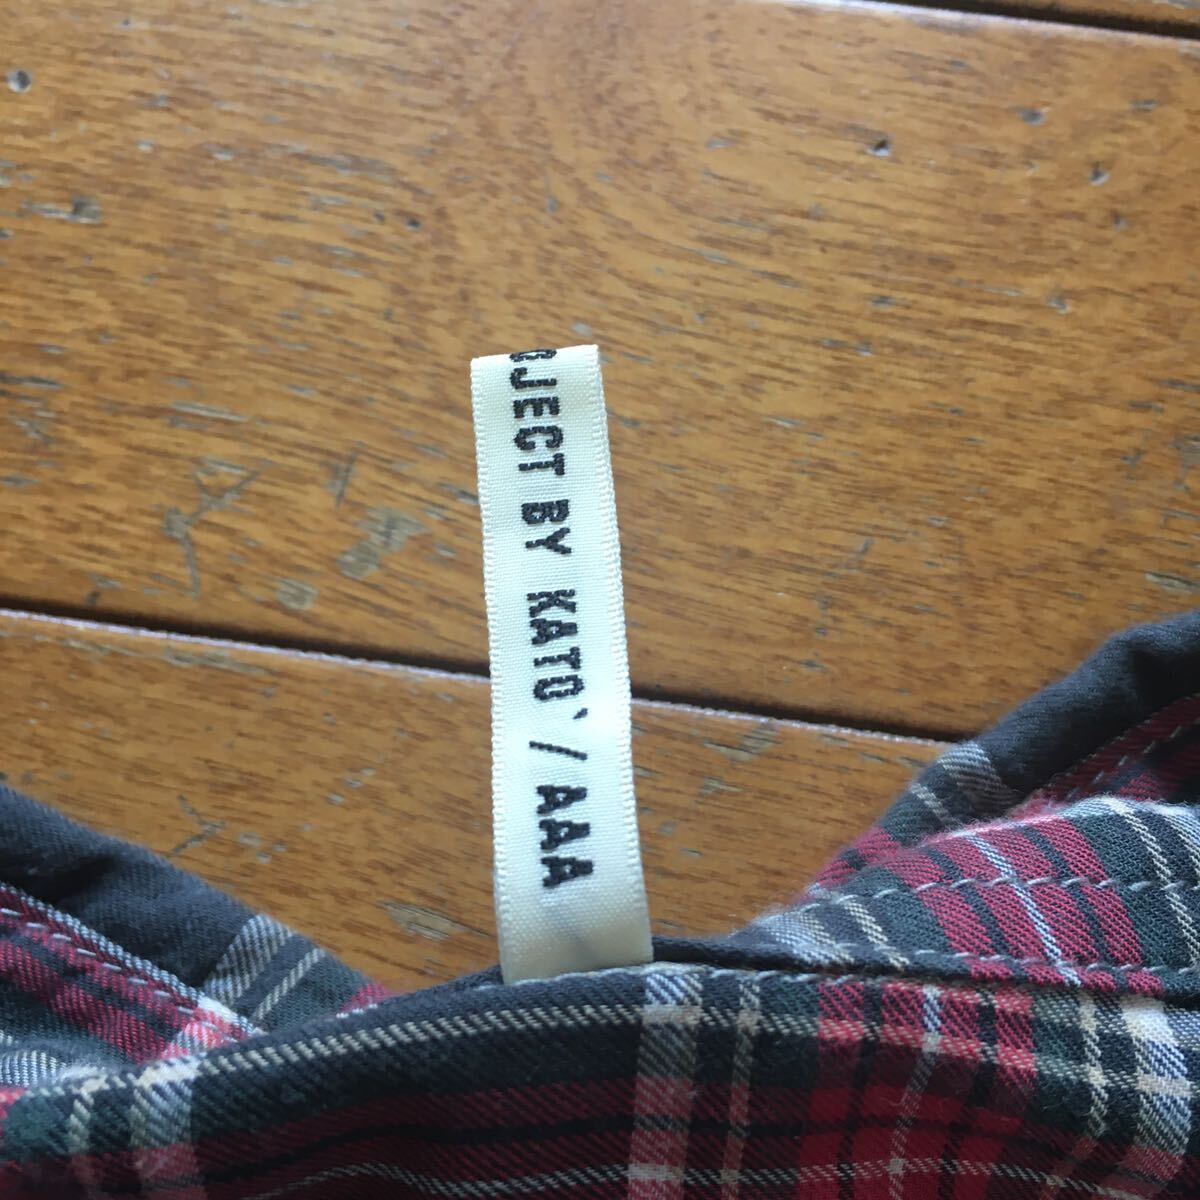 JECT BY KATO` / AAA